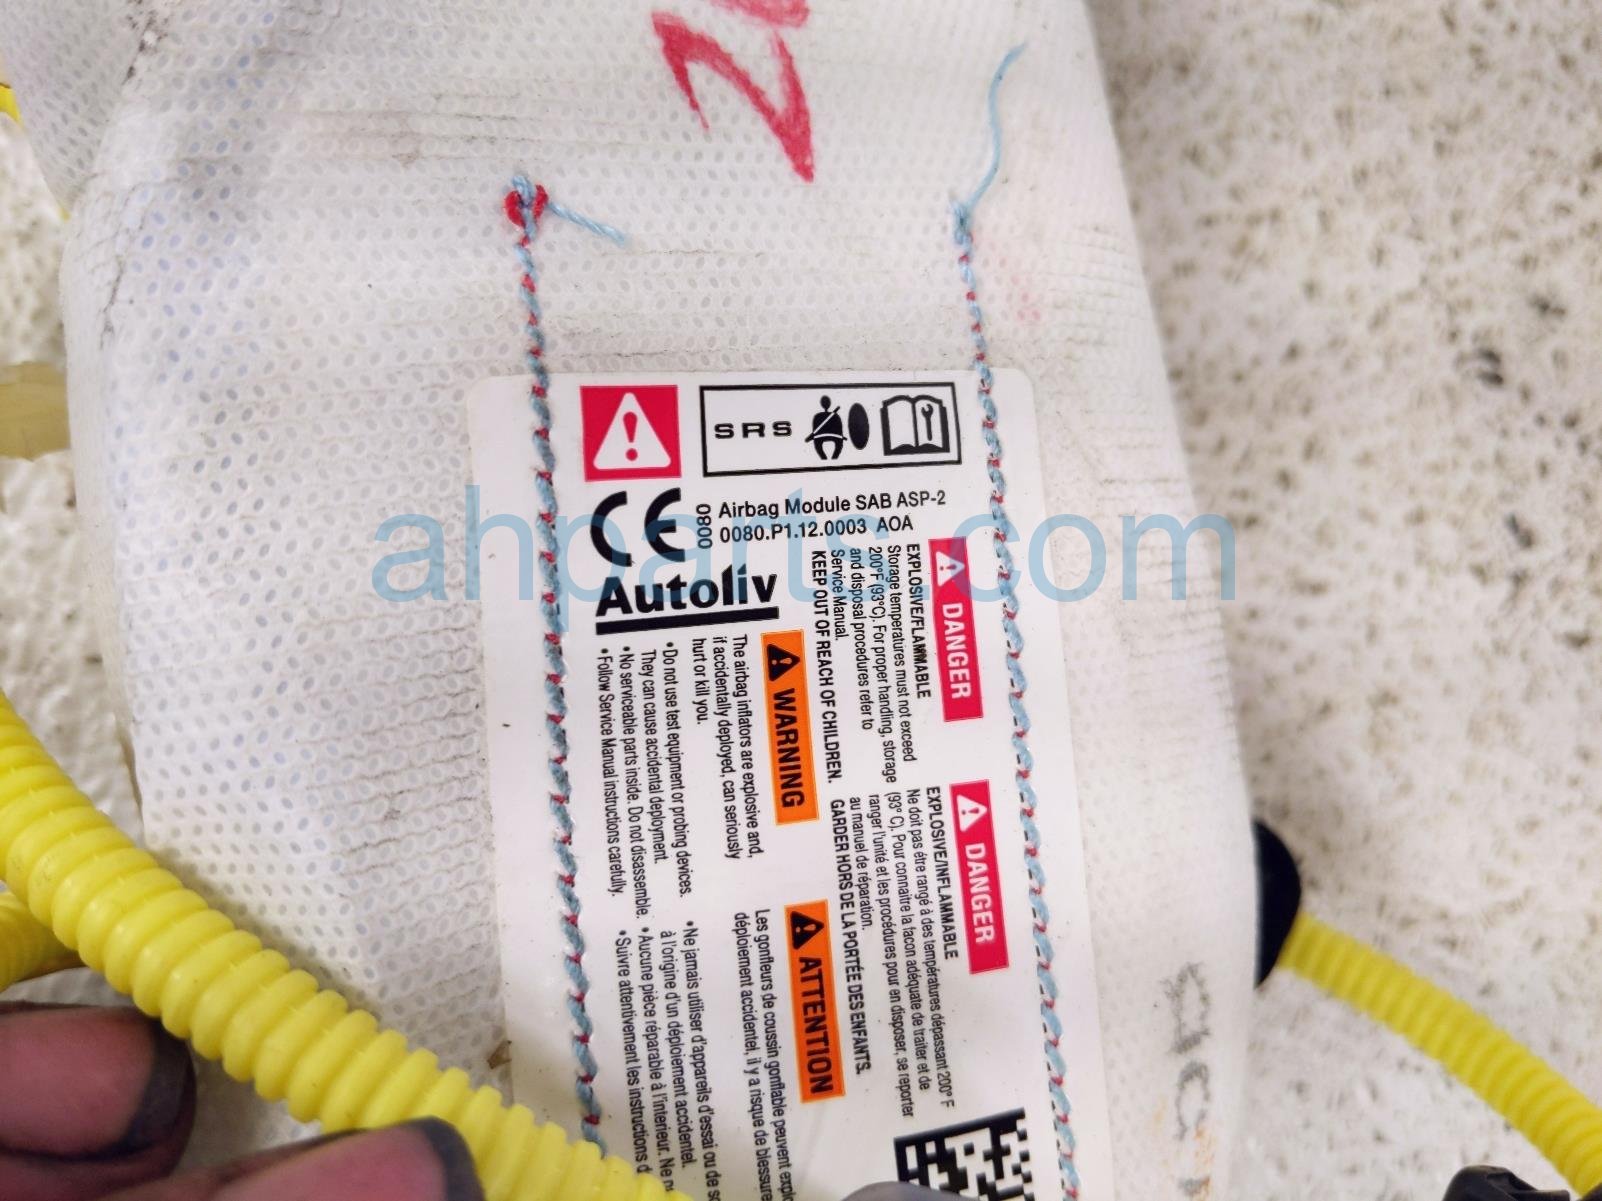 SRS
0800
Airbag Module SAB ASP-2
0080.P1.12.0003 AOA
Autoliv
DANGER
EXPLOSIVE/FLAMMABLE
Storage temperatures must not exceed
200°F (93°C). For proper handling, storage
and disposal procedures refer to
Service Manual.
KEEP OUT OF REACH OF CHILDREN.
WARNING
The airbag inflators are explosive and,
if accidentally deployed, can seriously
hurt or kill you.
•Do not use test equipment or probing devices.
They can cause accidental deployment.
•No serviceable parts inside. Do not disassemble.
•Follow Service Manual instructions carefully.
DANGER
EXPLOSIVE/INFLAMMABLE
Ne doit pas être rangé à des températures dépassant 200° F
(93° C). Pour connaître la facon adéquate de traiter et de
ranger l'unité et les procédures pour en disposer, se reporter
au manuel de réparation.
GARDER HORS DE LA PORTÉE DES ENFANTS.
ATTENTION
Les gonfleurs de coussin gonflable peuvent
déploiement accidentel, il y a risque de
•Ne jamais utiliser d'appareils d'essai ou de
à l'origine d'un déploiement accidentel.
•Aucune pièce réparable à l'interieur. Ne
•Suivre attentivement les instructions
ahparts.com